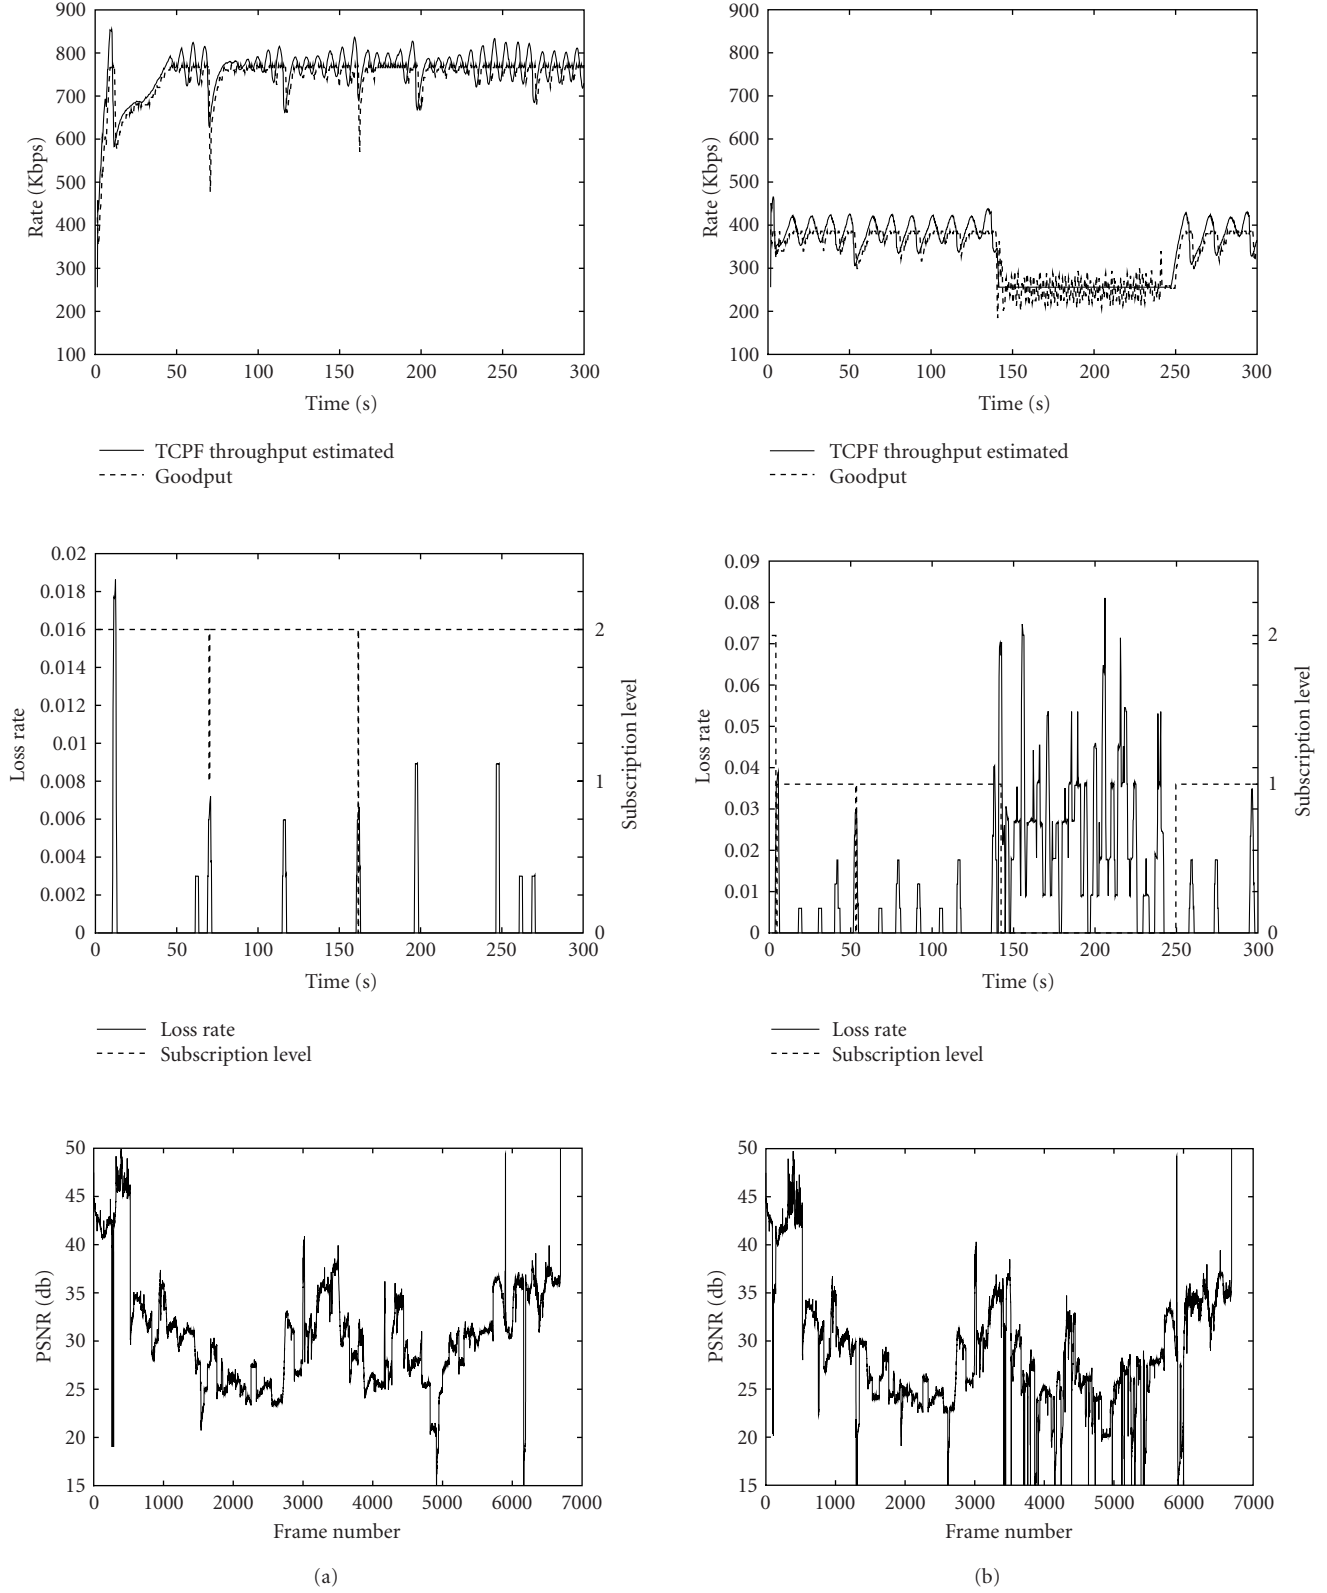 900
800
700
600
500
400
300
200
100
Rate (Kbps)
0 50 100 150 200 250 300
Time (s)
TCPF throughput estimated
Goodput
900
800
700
600
500
400
300
200
100
Rate (Kbps)
0 50 100 150 200 250 300
Time (s)
TCPF throughput estimated
Goodput
0.02
0.018
0.016
0.014
0.012
0.01
0.008
0.006
0.004
0.002
0
Loss rate
2
1
0
Subscription level
0 50 100 150 200 250 300
Time (s)
Loss rate
Subscription level
0.09
0.08
0.07
0.06
0.05
0.04
0.03
0.02
0.01
0
Loss rate
2
1
0
Subscription level
0 50 100 150 200 250 300
Time (s)
Loss rate
Subscription level
50
45
40
35
30
25
20
15
PSNR (db)
0 1000 2000 3000 4000 5000 6000 7000
Frame number
(a)
50
45
40
35
30
25
20
15
PSNR (db)
0 1000 2000 3000 4000 5000 6000 7000
Frame number
(b)